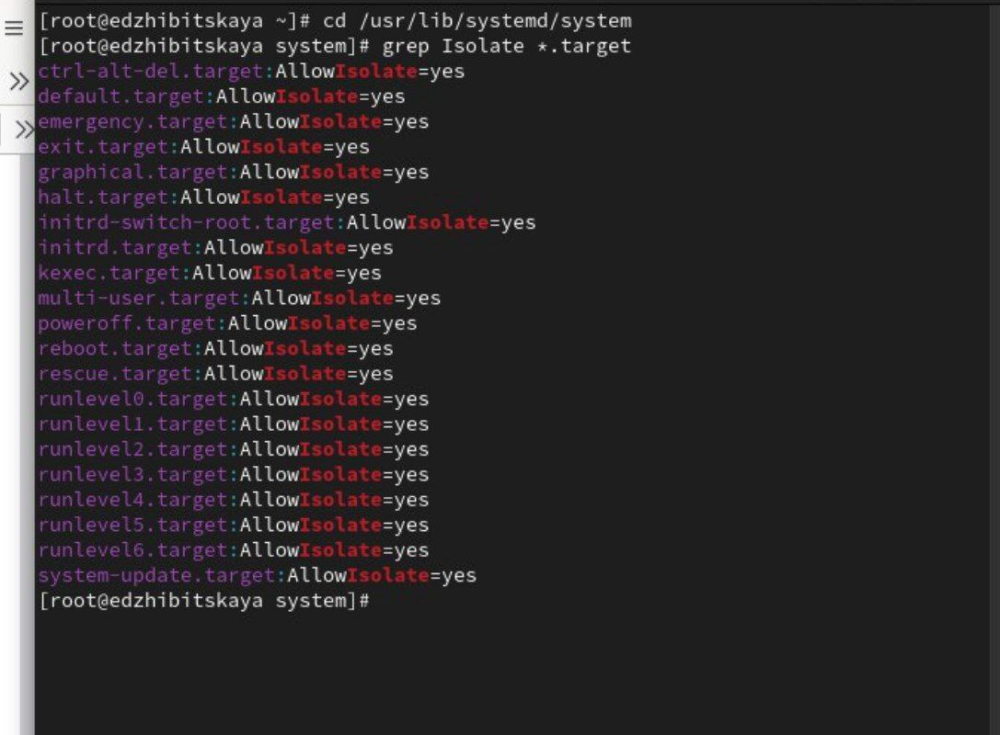 [root@edzhibitskaya ~]# cd /usr/lib/systemd/system
[root@edzhibitskaya system]# grep Isolate *.target
ctrl-alt-del.target:AllowIsolate=yes
default.target:AllowIsolate=yes
emergency.target:AllowIsolate=yes
exit.target:AllowIsolate=yes
graphical.target:AllowIsolate=yes
halt.target:AllowIsolate=yes
initrd-switch-root.target:AllowIsolate=yes
initrd.target:AllowIsolate=yes
kexec.target:AllowIsolate=yes
multi-user.target:AllowIsolate=yes
poweroff.target:AllowIsolate=yes
reboot.target:AllowIsolate=yes
rescue.target:AllowIsolate=yes
runlevel0.target:AllowIsolate=yes
runlevel1.target:AllowIsolate=yes
runlevel2.target:AllowIsolate=yes
runlevel3.target:AllowIsolate=yes
runlevel4.target:AllowIsolate=yes
runlevel5.target:AllowIsolate=yes
runlevel6.target:AllowIsolate=yes
system-update.target:AllowIsolate=yes
[root@edzhibitskaya system]#